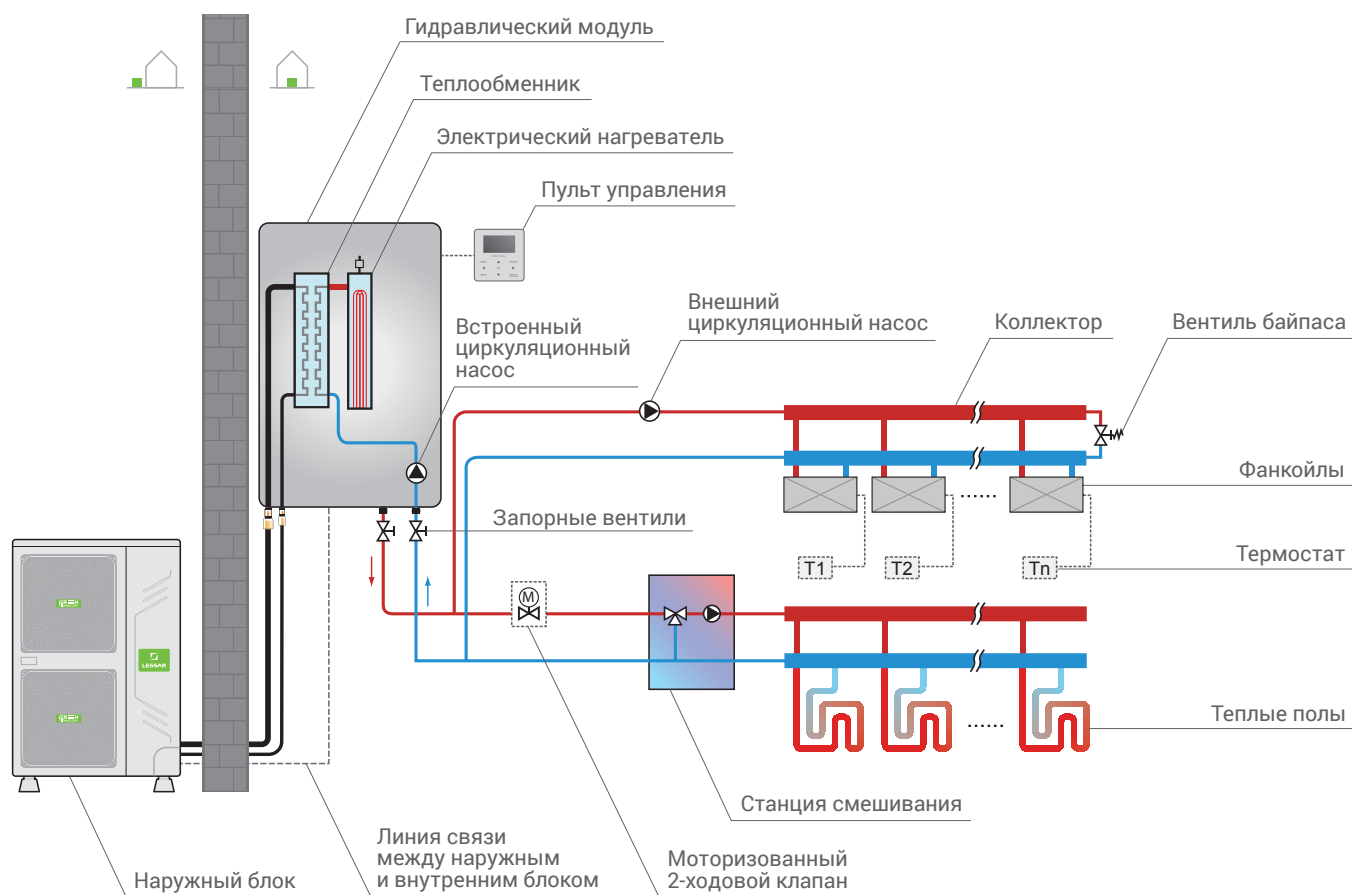 Гидравлический модуль
Теплообменник
Электрический нагреватель
Пульт управления
Встроенный
циркуляционный
насос
Внешний
циркуляционный насос
Коллектор
Вентиль байпаса
Фанкойлы
Запорные вентили
T1
T2
Tn
Термостат
M
LESSAR
Теплые полы
Станция смешивания
Моторизованный
2-ходовой клапан
Линия связи
между наружным
и внутренним блоком
Наружный блок